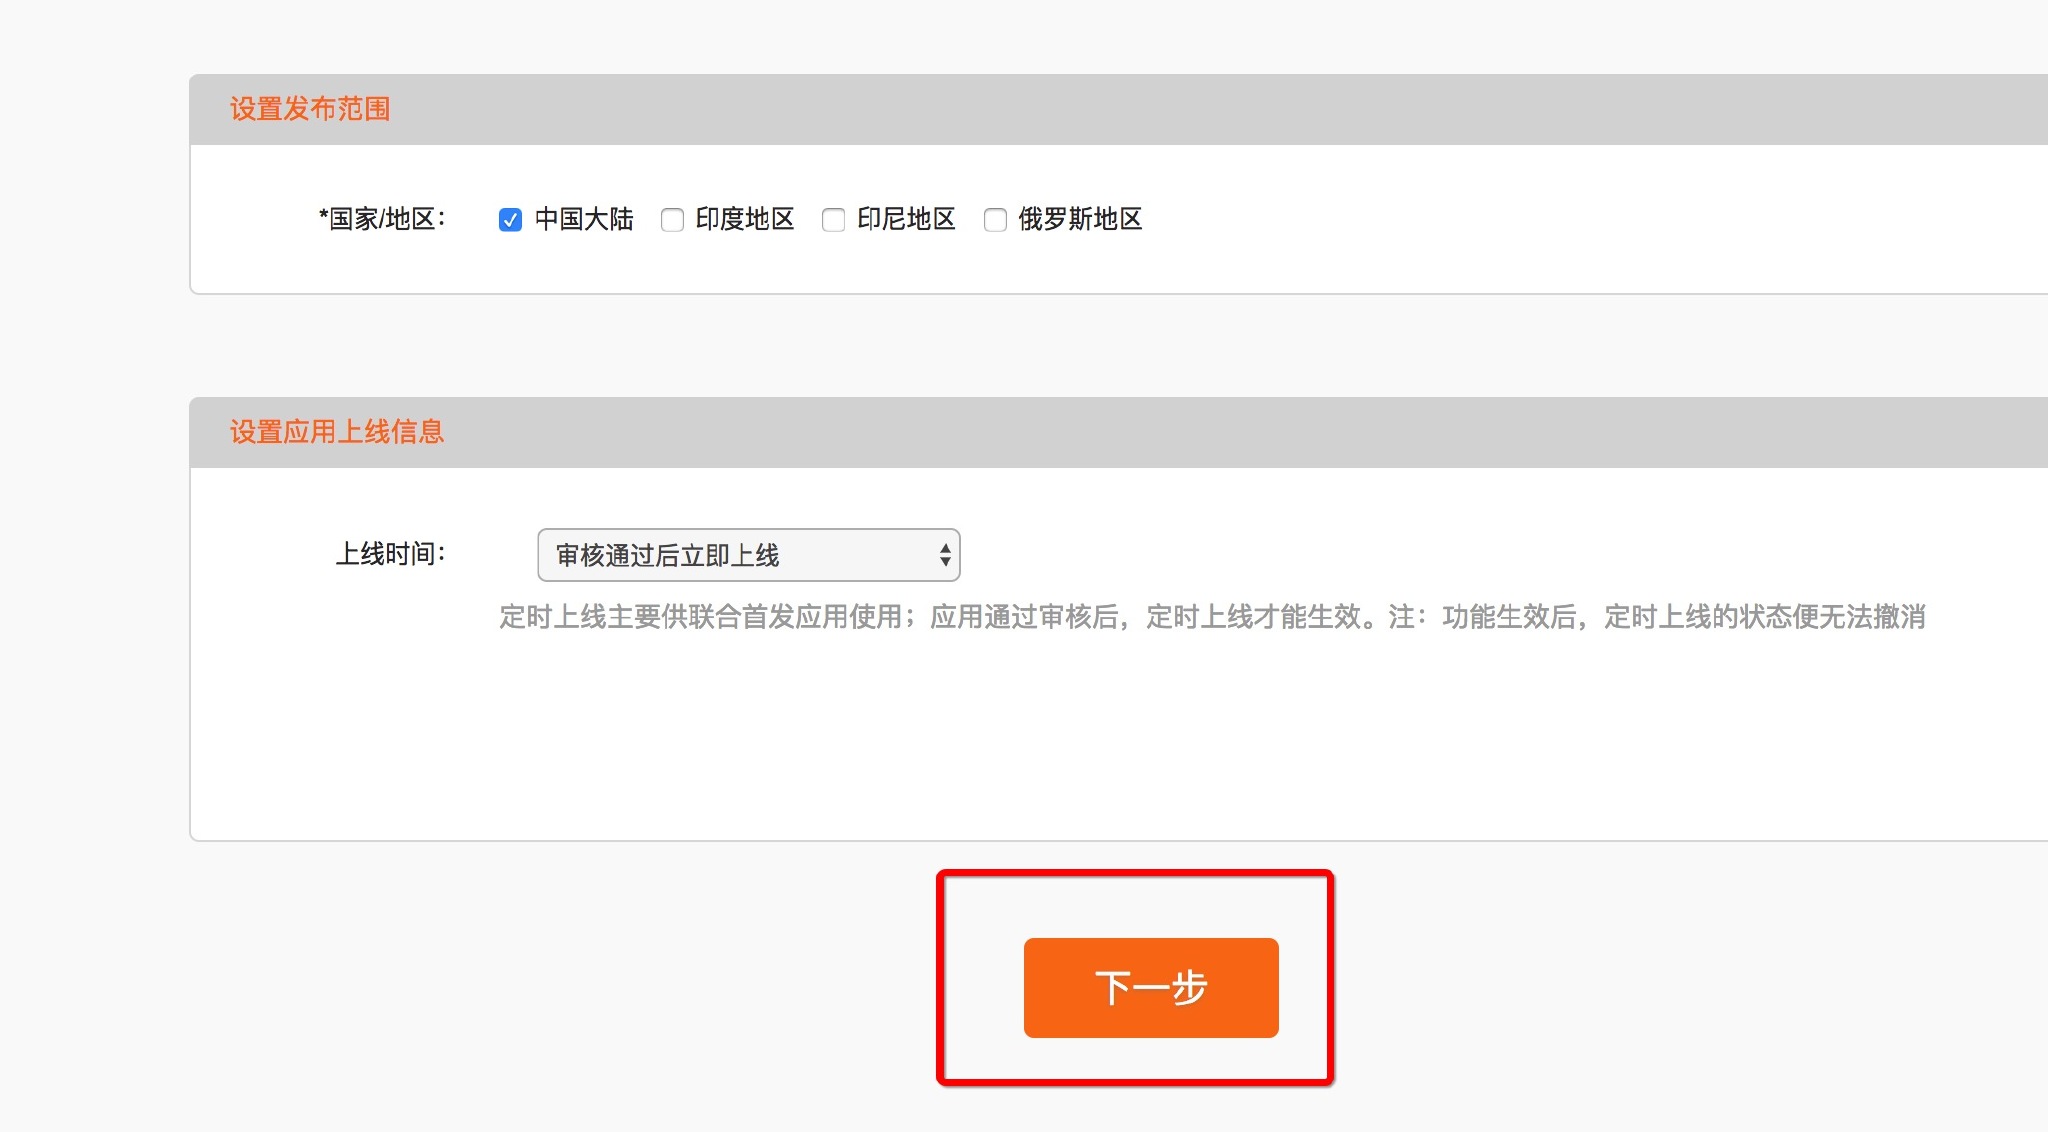 设置发布范围
*国家/地区： 中国大陆 印度地区 印尼地区 俄罗斯地区
设置应用上线信息
上线时间： 审核通过后立即上线
定时上线主要供联合首发应用使用；应用通过审核后，定时上线才能生效。注：功能生效后，定时上线的状态便无法撤消
下一步